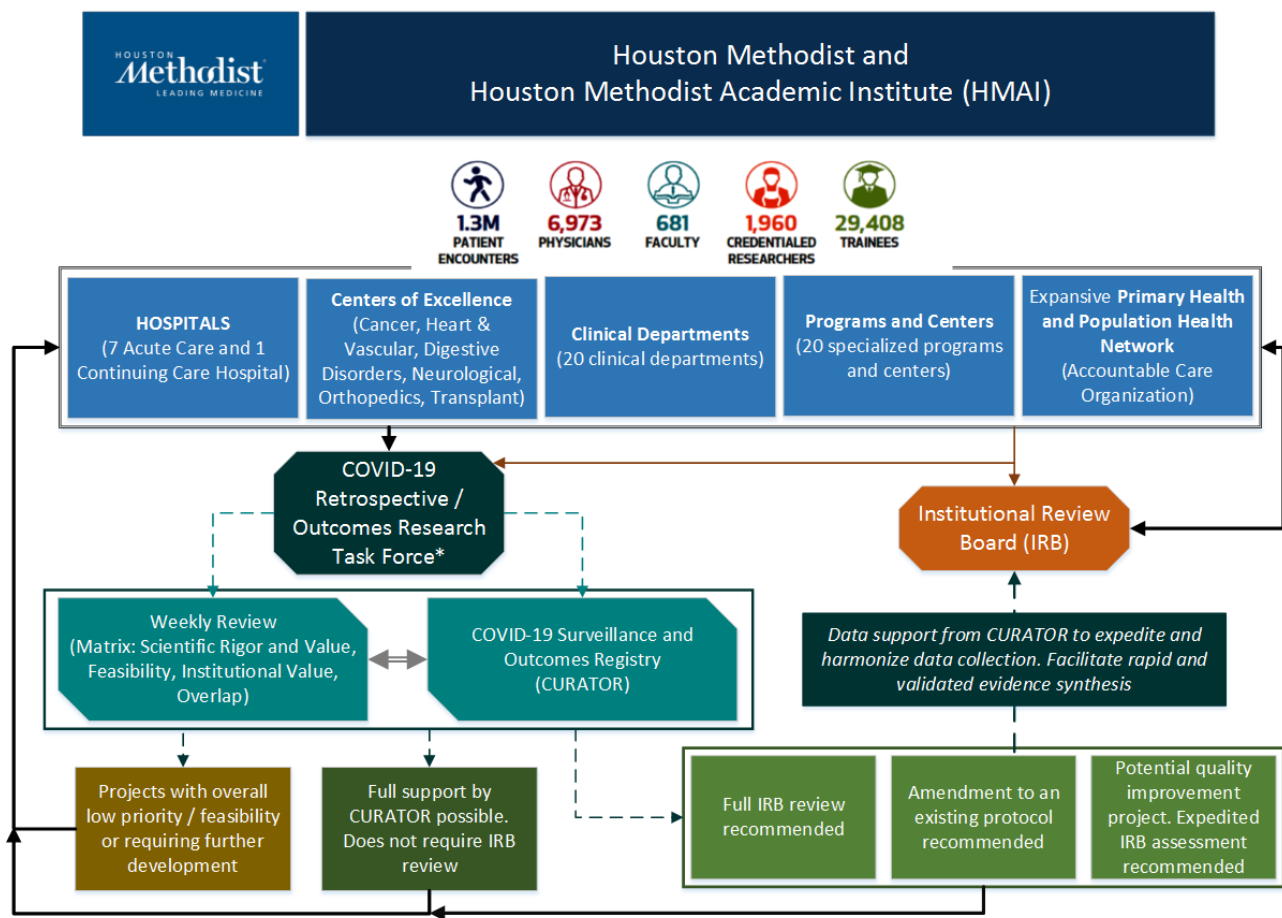 HOUSTON
Methodist
LEADING MEDICINE
Houston Methodist and
Houston Methodist Academic Institute (HMAI)
1.3M
PATIENT
ENCOUNTERS
6,973
PHYSICIANS
681
FACULTY
1,960
CREDENTIALED
RESEARCHERS
29,408
TRAINEES
HOSPITALS
(7 Acute Care and 1
Continuing Care Hospital)
Centers of Excellence
(Cancer, Heart &
Vascular, Digestive
Disorders, Neurological,
Orthopedics, Transplant)
Clinical Departments
(20 clinical departments)
Programs and Centers
(20 specialized programs
and centers)
Expansive Primary Health
and Population Health
Network
(Accountable Care
Organization)
COVID-19
Retrospective /
Outcomes Research
Task Force*
Institutional Review
Board (IRB)
Weekly Review
(Matrix: Scientific Rigor and Value,
Feasibility, Institutional Value,
Overlap)
COVID-19 Surveillance and
Outcomes Registry
(CURATOR)
Data support from CURATOR to expedite and
harmonize data collection. Facilitate rapid and
validated evidence synthesis
Projects with overall
low priority / feasibility
or requiring further
development
Full support by
CURATOR possible.
Does not require IRB
review
Full IRB review
recommended
Amendment to an
existing protocol
recommended
Potential quality
improvement
project. Expedited
IRB assessment
recommended